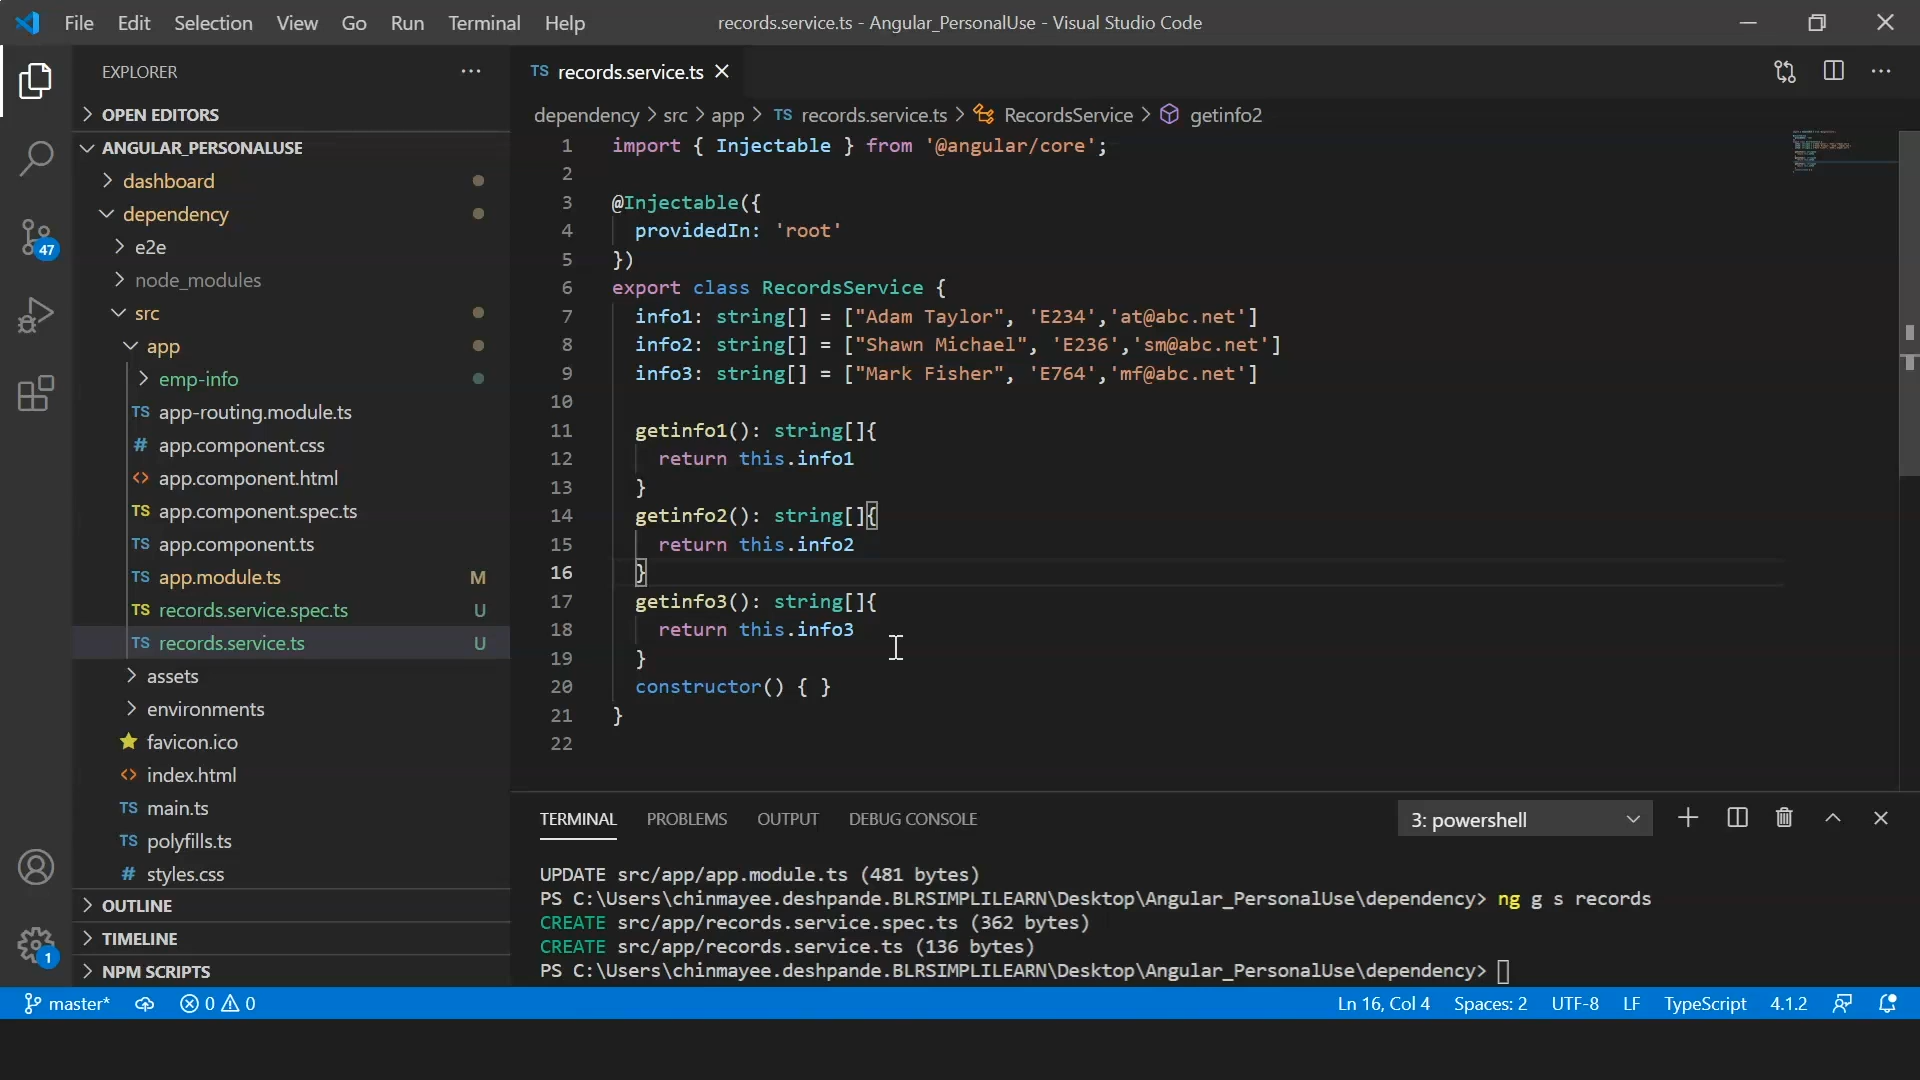 File Edit Selection View Go Run Terminal Help
records.service.ts - Angular_PersonalUse - Visual Studio Code
EXPLORER
OPEN EDITORS
ANGULAR_PERSONALUSE
dashboard
dependency
e2e
node_modules
src
app
emp-info
TS app-routing.module.ts
# app.component.css
<> app.component.html
TS app.component.spec.ts
TS app.component.ts
TS app.module.ts M
TS records.service.spec.ts U
TS records.service.ts U
assets
environments
favicon.ico
<> index.html
TS main.ts
TS polyfills.ts
# styles.css
OUTLINE
TIMELINE
NPM SCRIPTS
47
1
TS records.service.ts
dependency > src > app > TS records.service.ts > RecordsService > getinfo2
1 import { Injectable } from '@angular/core';
2
3 @Injectable({
4 providedIn: 'root'
5 })
6 export class RecordsService {
7 info1: string[] = ["Adam Taylor", 'E234','at@abc.net']
8 info2: string[] = ["Shawn Michael", 'E236','sm@abc.net']
9 info3: string[] = ["Mark Fisher", 'E764','mf@abc.net']
10
11 getinfo1(): string[]{
12 return this.info1
13 }
14 getinfo2(): string[]{
15 return this.info2
16 }
17 getinfo3(): string[]{
18 return this.info3
19 }
20 constructor() { }
21 }
22
TERMINAL PROBLEMS OUTPUT DEBUG CONSOLE
3: powershell
UPDATE src/app/app.module.ts (481 bytes)
PS C:\Users\chinmayee.deshpande.BLRSIMPLILEARN\Desktop\Angular_PersonalUse\dependency> ng g s records
CREATE src/app/records.service.spec.ts (362 bytes)
CREATE src/app/records.service.ts (136 bytes)
PS C:\Users\chinmayee.deshpande.BLRSIMPLILEARN\Desktop\Angular_PersonalUse\dependency>
master* 0 0
Ln 16, Col 4 Spaces: 2 UTF-8 LF TypeScript 4.1.2